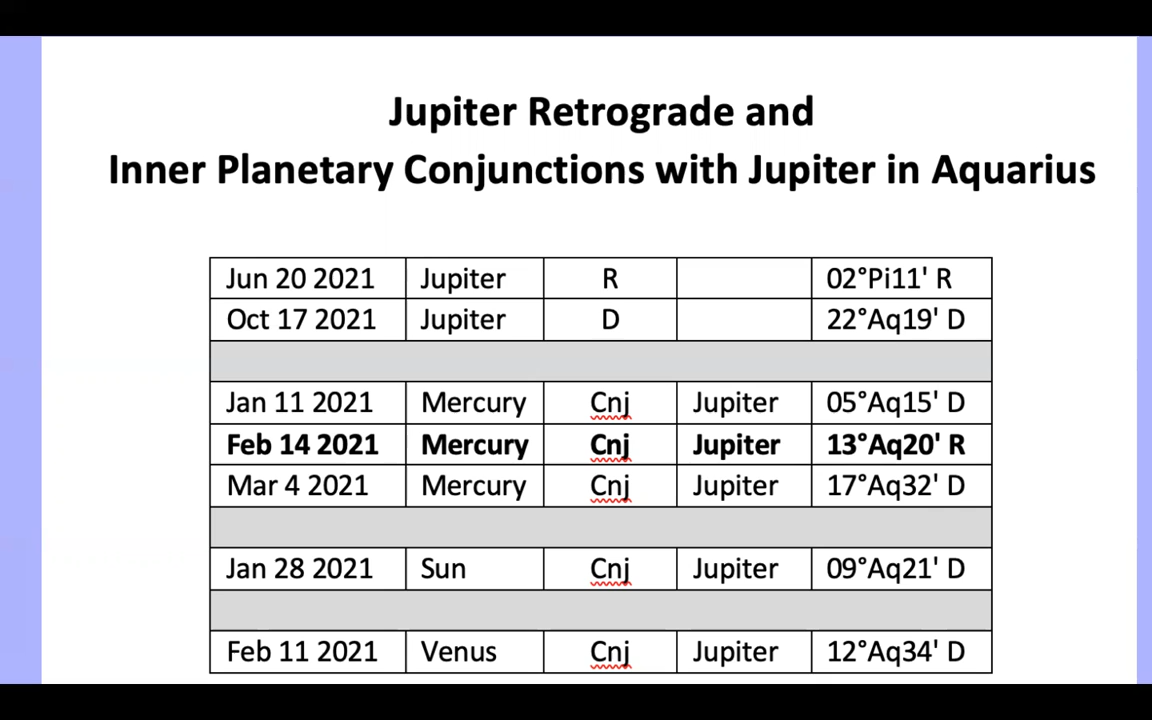 Jupiter Retrograde and
Inner Planetary Conjunctions with Jupiter in Aquarius
Jun 20 2021 Jupiter R 02°Pi11' R
Oct 17 2021 Jupiter D 22°Aq19' D
Jan 11 2021 Mercury Cnj Jupiter 05°Aq15' D
Feb 14 2021 Mercury Cnj Jupiter 13°Aq20' R
Mar 4 2021 Mercury Cnj Jupiter 17°Aq32' D
Jan 28 2021 Sun Cnj Jupiter 09°Aq21' D
Feb 11 2021 Venus Cnj Jupiter 12°Aq34' D